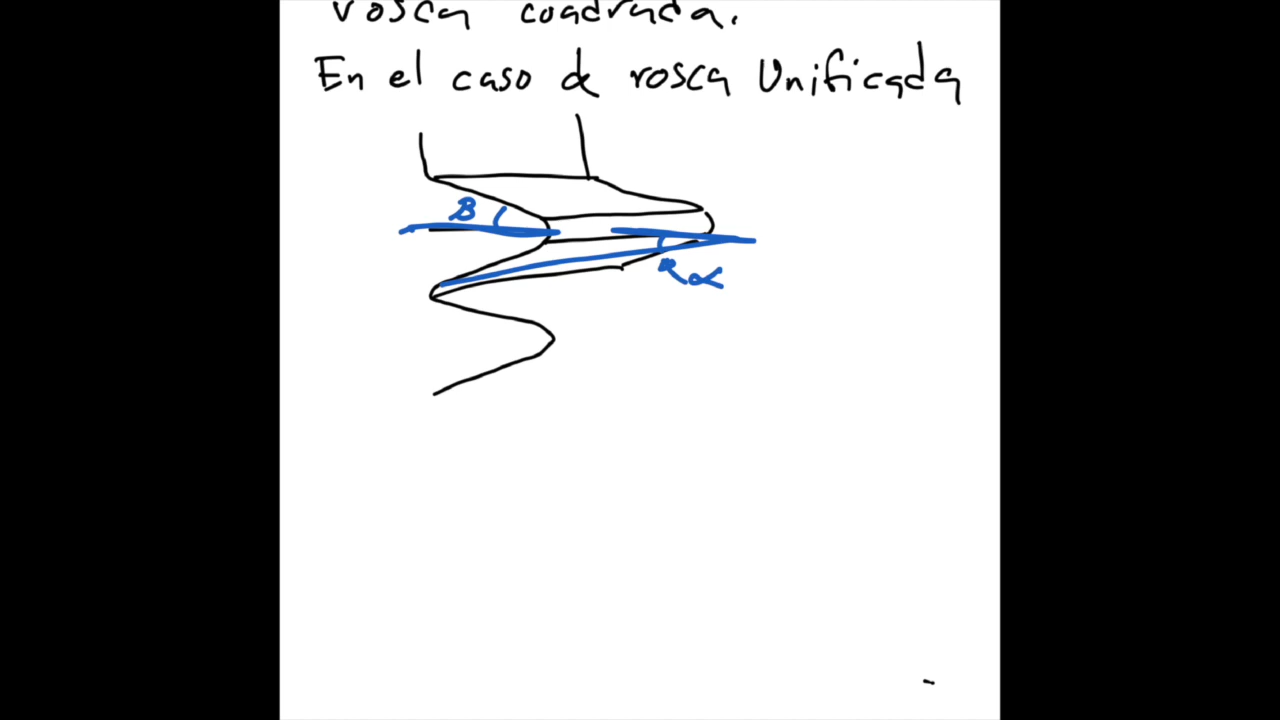 rosca cuadrada.
En el caso de rosca Unificada
β
α